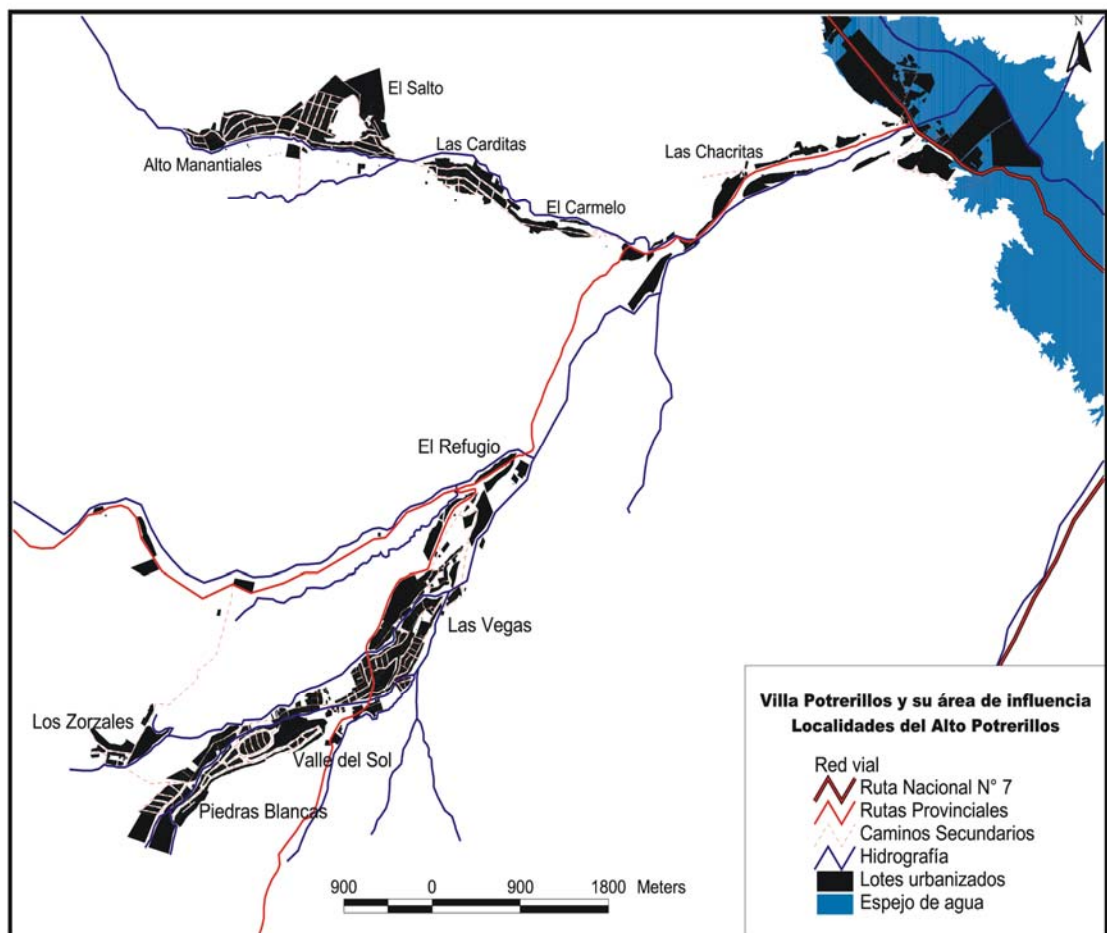 N
El Salto
Alto Manantiales
Las Carditas
El Carmelo
Las Chacritas
El Refugio
Las Vegas
Los Zorzales
Valle del Sol
Piedras Blancas
900 0 900 1800 Meters
Villa Potrerillos y su área de influencia
Localidades del Alto Potrerillos
Red vial
Ruta Nacional N° 7
Rutas Provinciales
Caminos Secundarios
Hidrografía
Lotes urbanizados
Espejo de agua